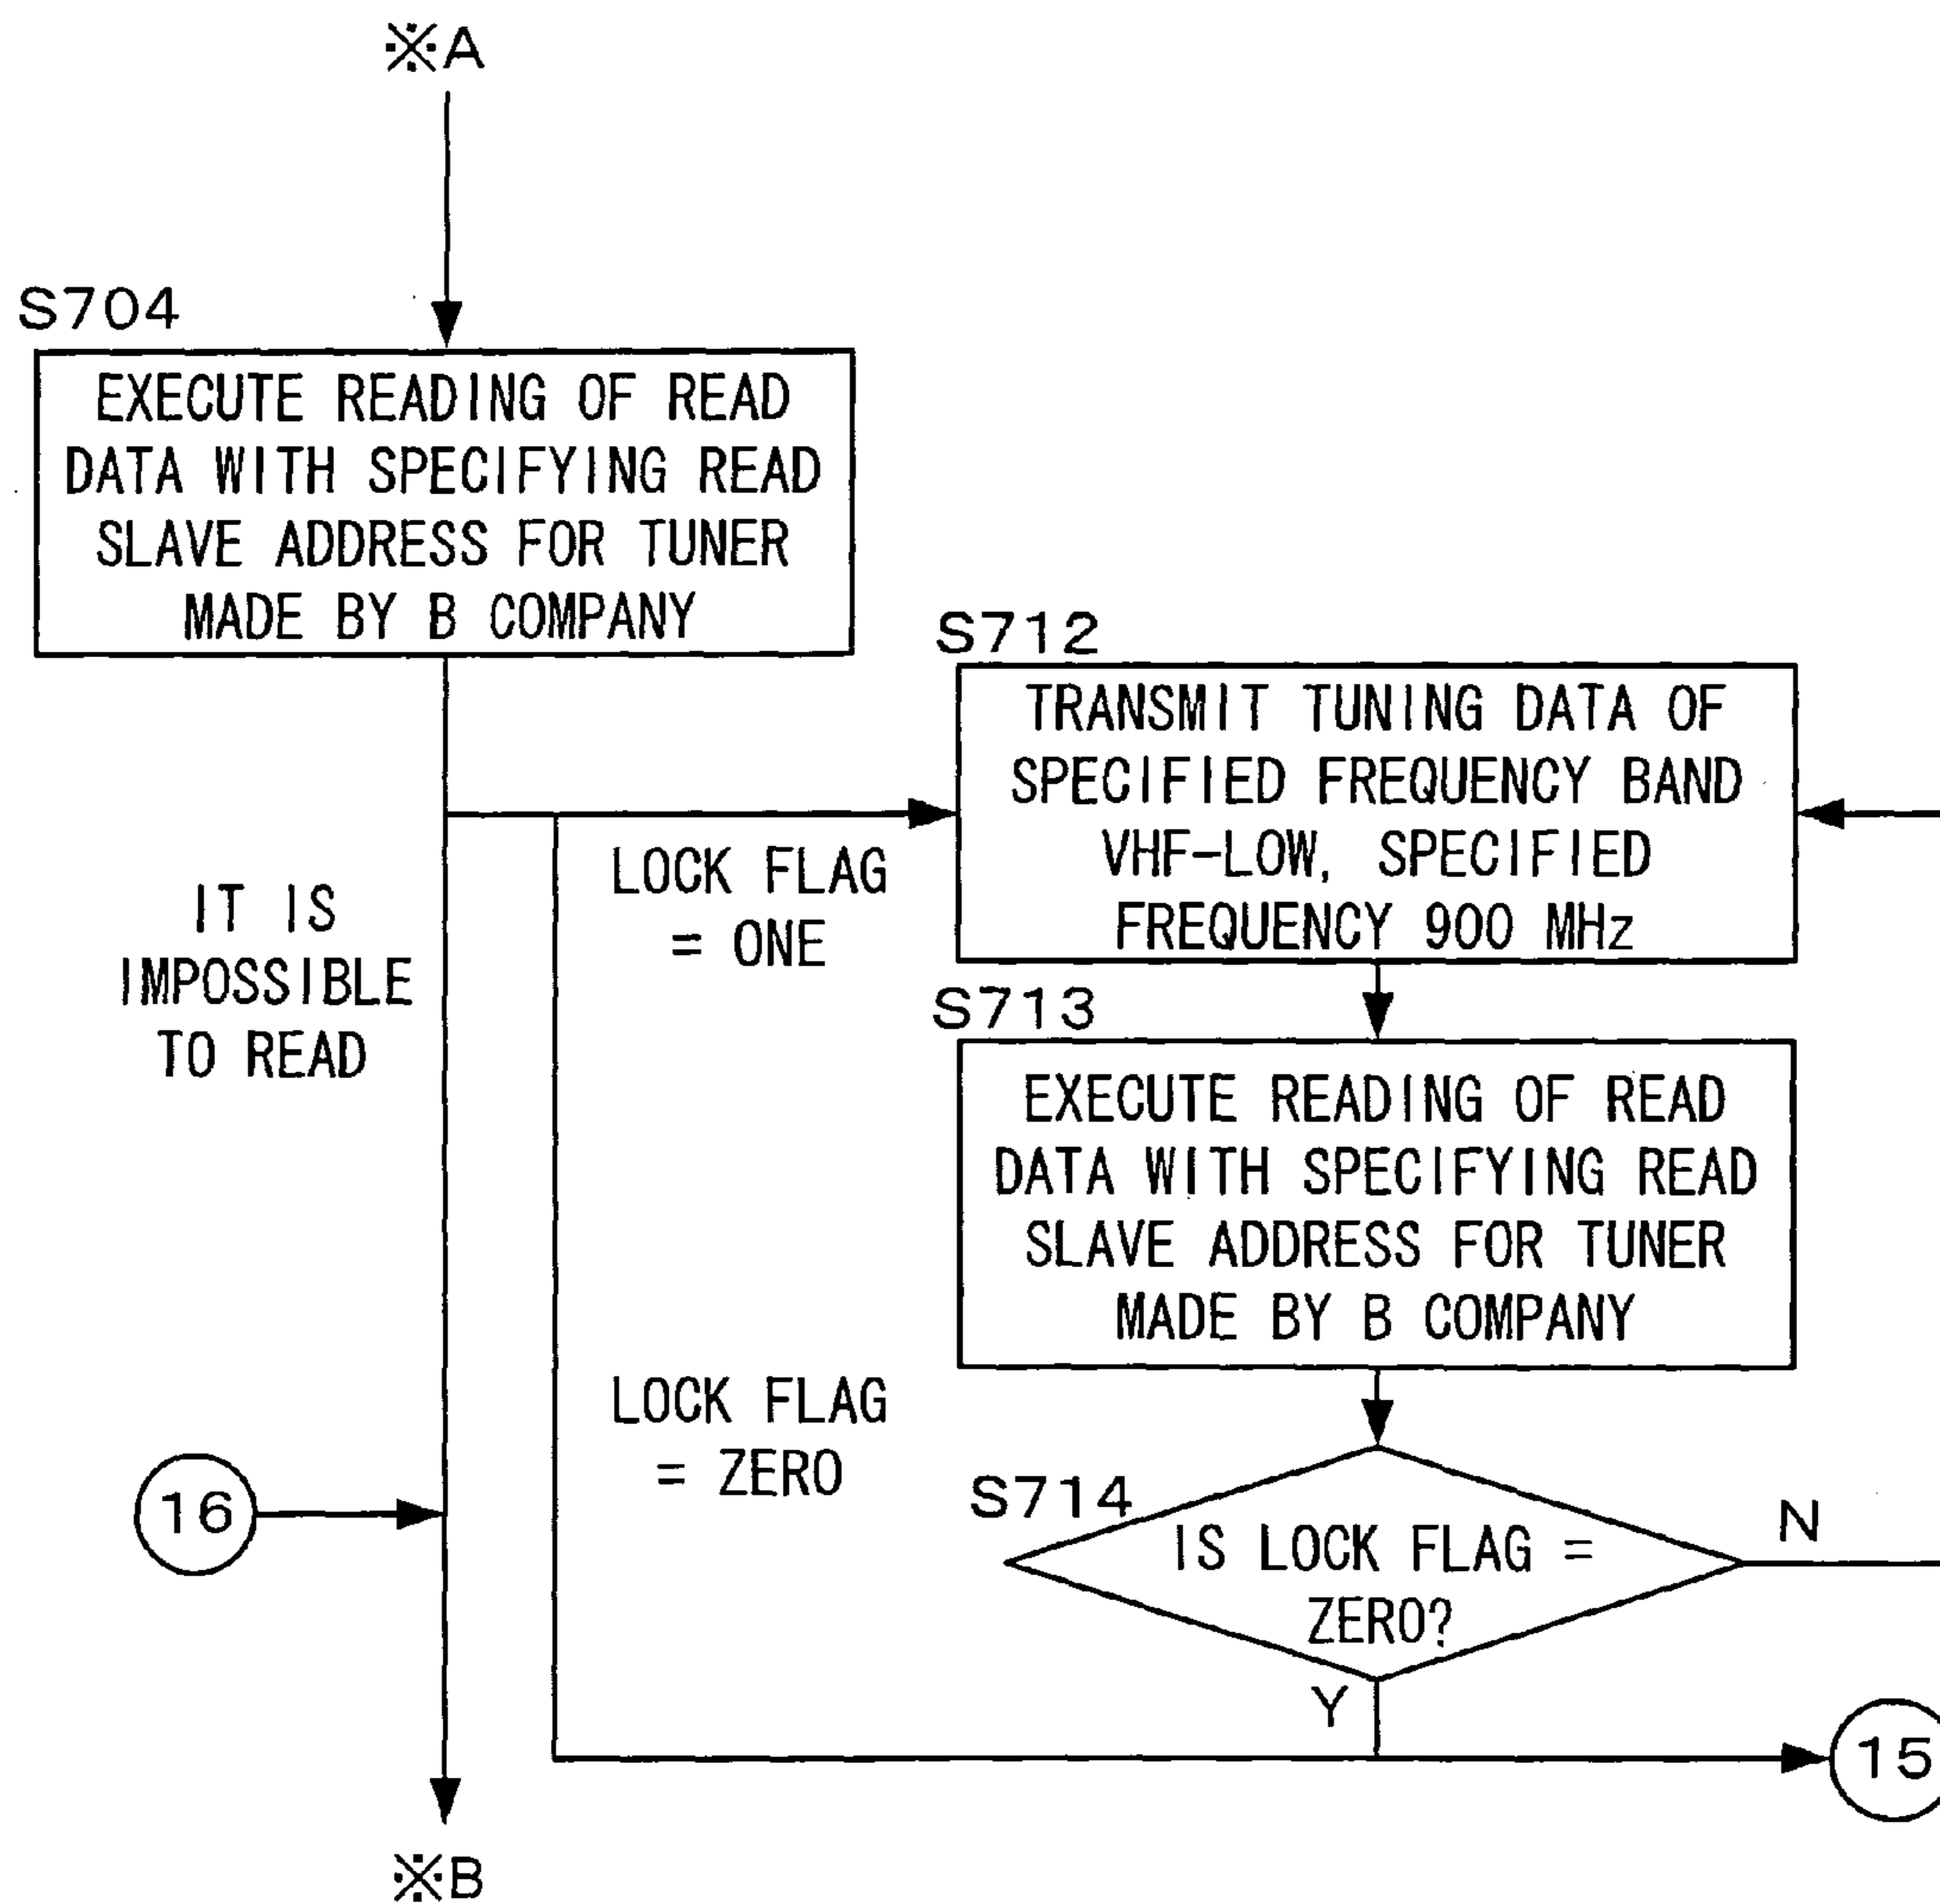 ※A
S704
EXECUTE READING OF READ
DATA WITH SPECIFYING READ
SLAVE ADDRESS FOR TUNER
MADE BY B COMPANY
S712
TRANSMIT TUNING DATA OF
SPECIFIED FREQUENCY BAND
VHF-LOW, SPECIFIED
FREQUENCY 900 MHz
LOCK FLAG
= ONE
IT IS
IMPOSSIBLE
TO READ
S713
EXECUTE READING OF READ
DATA WITH SPECIFYING READ
SLAVE ADDRESS FOR TUNER
MADE BY B COMPANY
LOCK FLAG
= ZERO
16
S714
IS LOCK FLAG =
ZERO?
N
Y
15
※B